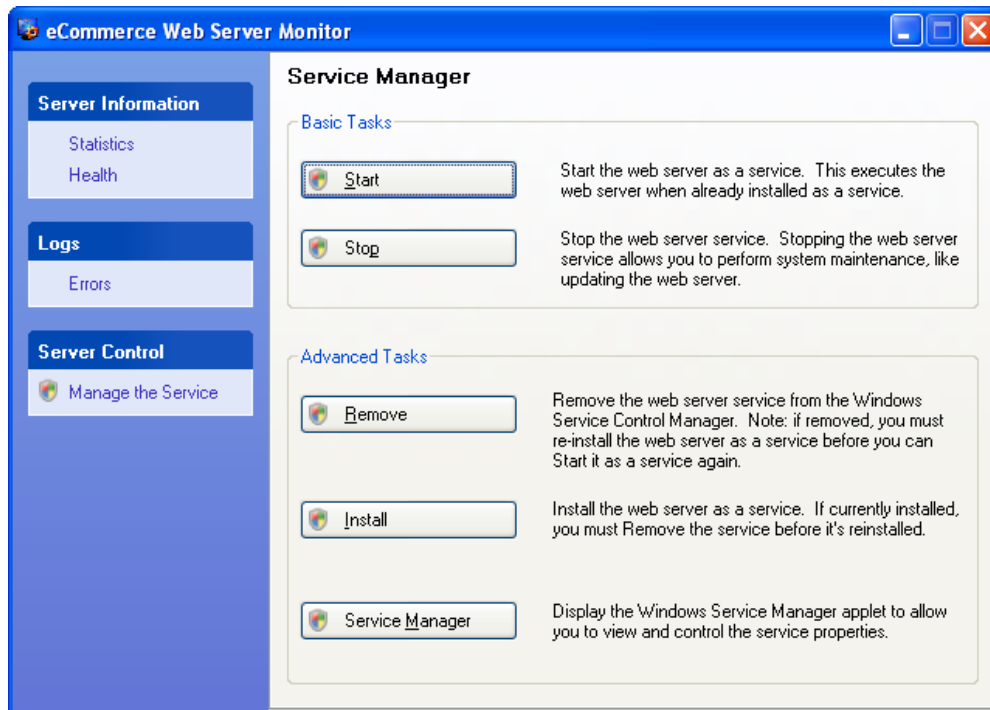 eCommerce Web Server Monitor
Server Information
Statistics
Health
Logs
Errors
Server Control
Manage the Service
Service Manager
Basic Tasks
Start
Start the web server as a service.  This executes the
web server when already installed as a service.
Stop
Stop the web server service.  Stopping the web server
service allows you to perform system maintenance, like
updating the web server.
Advanced Tasks
Remove
Remove the web server service from the Windows
Service Control Manager.  Note: if removed, you must
re-install the web server as a service before you can
Start it as a service again.
Install
Install the web server as a service.  If currently installed,
you must Remove the service before it's reinstalled.
Service Manager
Display the Windows Service Manager applet to allow
you to view and control the service properties.